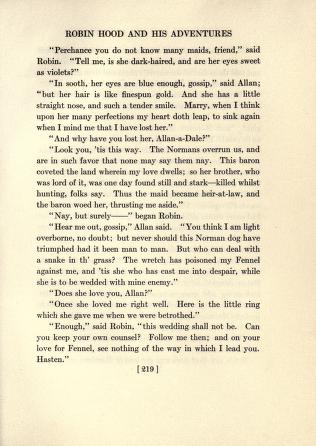 ROBIN HOOD AND HIS ADVENTURES
"Perchance you do not know many maids, friend," said
Robin. "Tell me, is she dark-haired, and are her eyes sweet
as violets?"
"In sooth, her eyes are blue enough, gossip," said Allan;
"but her hair is like finespun gold. And she has a little
straight nose, and such a tender smile. Marry, when I think
upon her many perfections my heart doth leap, to sink again
when I mind me that I have lost her."
"And why have you lost her, Allan-a-Dale?"
"Look you, 'tis this way. The Normans overrun us, and
are in such favor that none may say them nay. This baron
coveted the land wherein my love dwells; so her brother, who
was lord of it, was one day found still and stark—killed whilst
hunting, folks say. Thus the maid became heir-at-law, and
the baron woed her, thrusting me aside."
"Nay, but surely——" began Robin.
"Hear me out, gossip," Allan said. "You think I am light
overborne, no doubt; but never should this Norman dog have
triumphed had it been man to man. But who can deal with
a snake in th' grass? The wretch has poisoned my Fennel
against me, and 'tis she who has cast me into despair, while
she is to be wedded with mine enemy."
"Does she love you, Allan?"
"Once she loved me right well. Here is the little ring
which she gave me when we were betrothed."
"Enough," said Robin, "this wedding shall not be. Can
you keep your own counsel? Follow me then; and on your
love for Fennel, see nothing of the way in which I lead you.
Hasten."
[219]